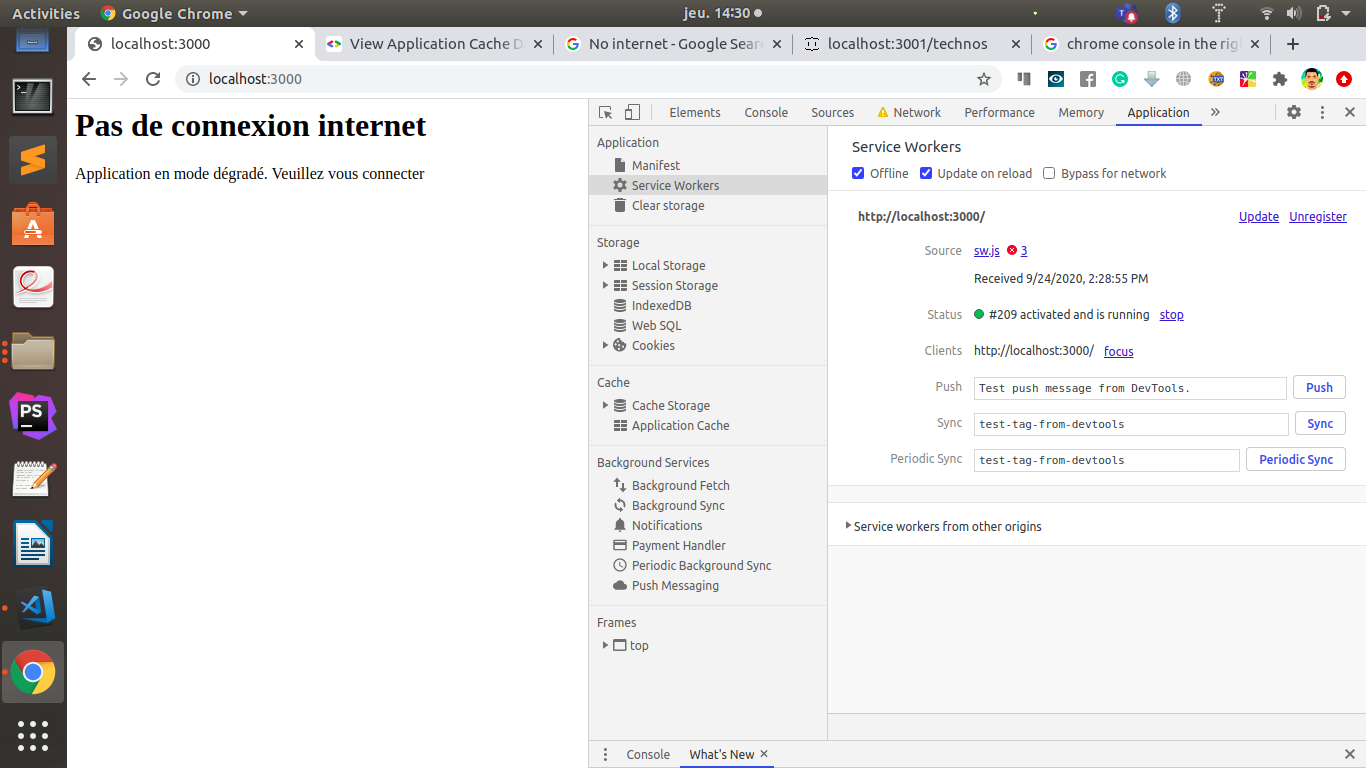 Activities
Google Chrome
jeu. 14:30
localhost:3000
View Application Cache D
No internet - Google Sear
localhost:3001/technos
chrome console in the rig
localhost:3000
Pas de connexion internet
Application en mode dégradé. Veuillez vous connecter
Elements
Console
Sources
Network
Performance
Memory
Application
Application
Manifest
Service Workers
Clear storage
Storage
Local Storage
Session Storage
IndexedDB
Web SQL
Cookies
Cache
Cache Storage
Application Cache
Background Services
Background Fetch
Background Sync
Notifications
Payment Handler
Periodic Background Sync
Push Messaging
Frames
top
Service Workers
Offline
Update on reload
Bypass for network
http://localhost:3000/
Update
Unregister
Source
sw.js
3
Received 9/24/2020, 2:28:55 PM
Status
#209 activated and is running
stop
Clients
http://localhost:3000/
focus
Push
Test push message from DevTools.
Push
Sync
test-tag-from-devtools
Sync
Periodic Sync
test-tag-from-devtools
Periodic Sync
Service workers from other origins
Console
What's New
PS